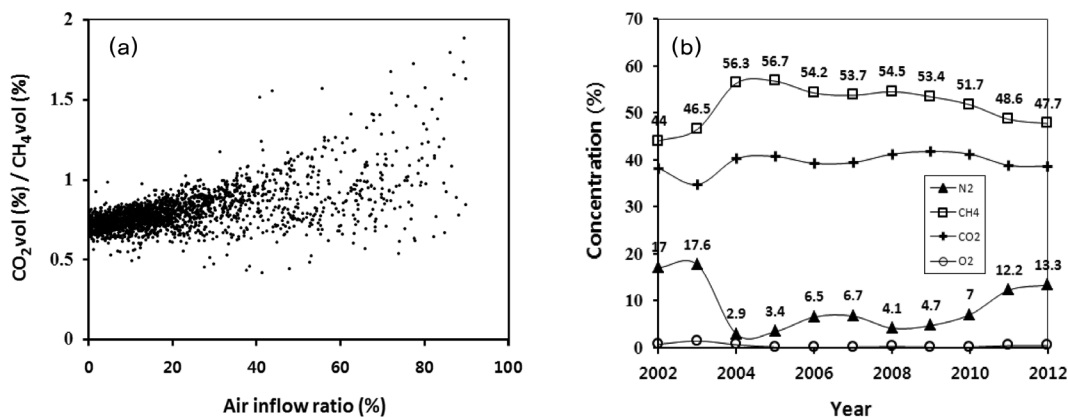 (a)
2
1.5
1
0.5
0
0 20 40 60 80 100
CO2 vol (%) / CH4 vol (%)
Air inflow ratio (%)
(b)
70
60
50
40
30
20
10
0
2002 2004 2006 2008 2010 2012
Concentration (%)
Year
44 46.5 56.3 56.7 54.2 53.7 54.5 53.4 51.7 48.6 47.7
17 17.6 2.9 3.4 6.5 6.7 4.1 4.7 7 12.2 13.3
N2
CH4
CO2
O2